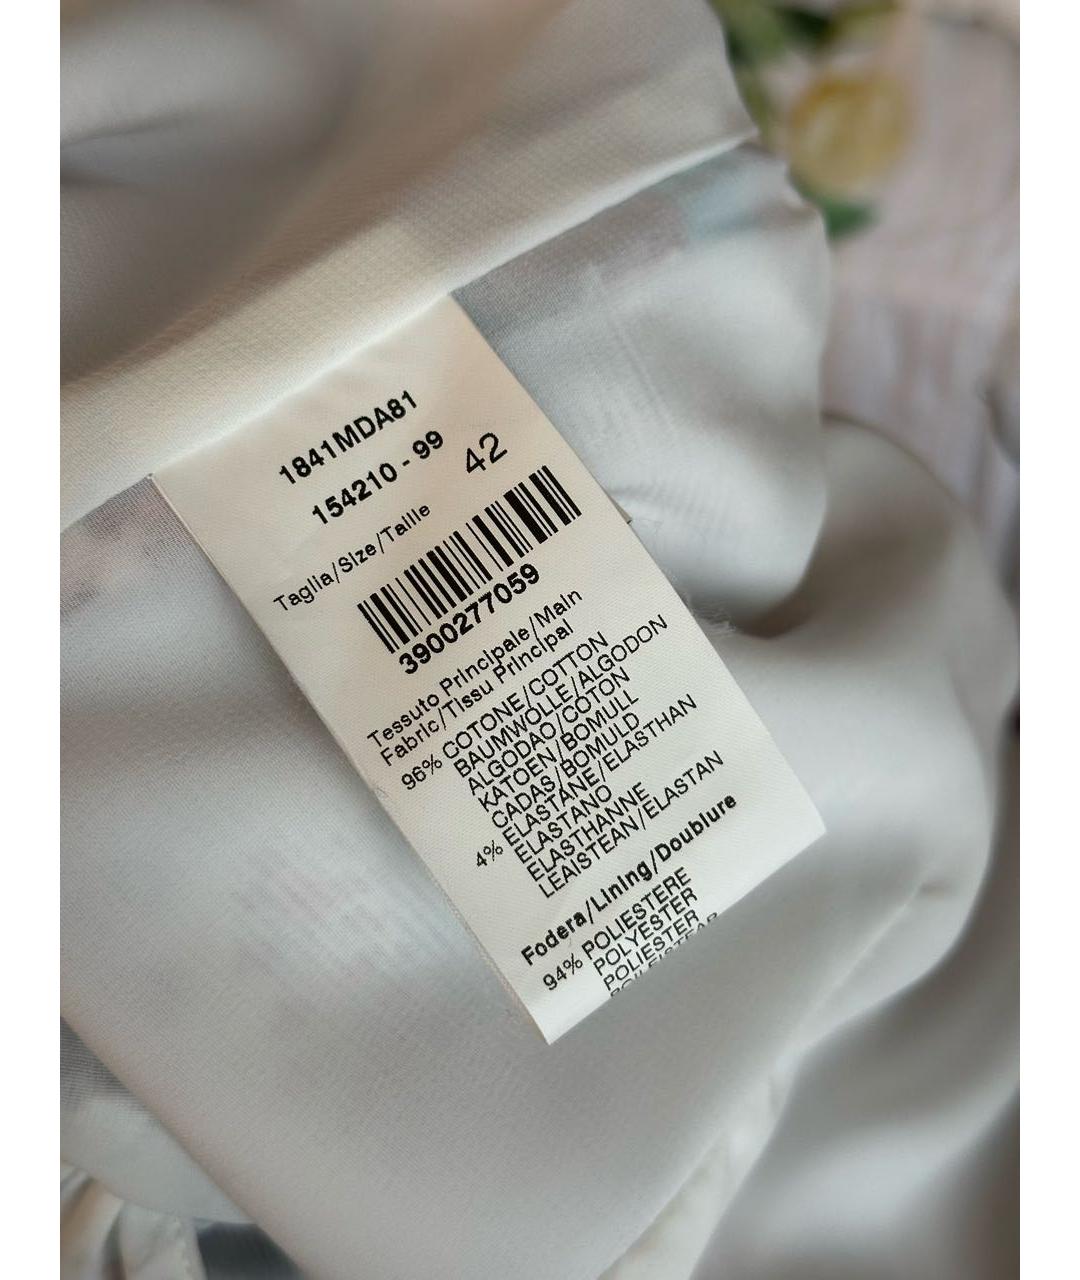 1841MDA81
154210 - 99
Taglia/Size/Taille 42
3900277059
Tessuto Principale/Main
Fabric/Tissu Principal
96% COTONE/COTTON
BAUMWOLLE/ALGODON
ALGODAO/COTON
KATOEN/BOMULL
CADAS/BOMULD
4% ELASTANE/ELASTHAN
ELASTANO
ELASTHANNE
LEAISTEAN/ELASTAN
Fodera/Lining/Doublure
94% POLIESTERE
POLYESTER
POLIESTER